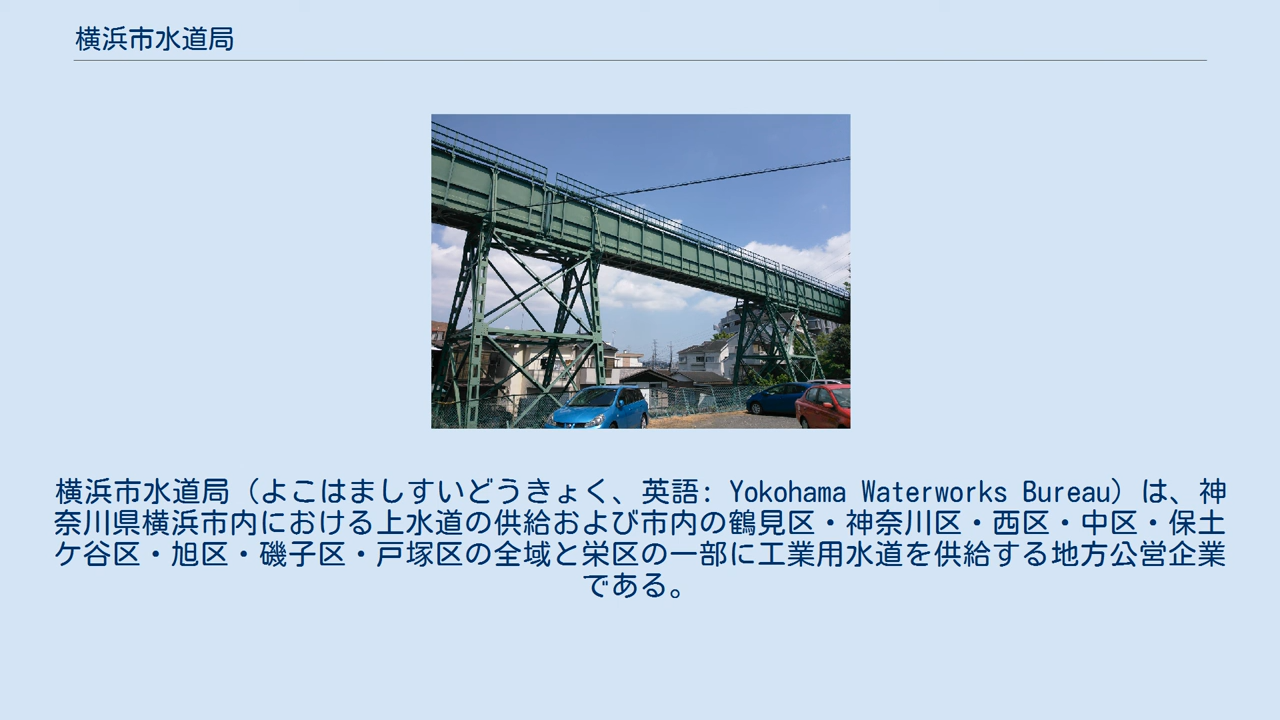 横浜市水道局
横浜市水道局（よこはましすいどうきょく、英語: Yokohama Waterworks Bureau）は、神
奈川県横浜市内における上水道の供給および市内の鶴見区・神奈川区・西区・中区・保土
ケ谷区・旭区・磯子区・戸塚区の全域と栄区の一部に工業用水道を供給する地方公営企業
である。